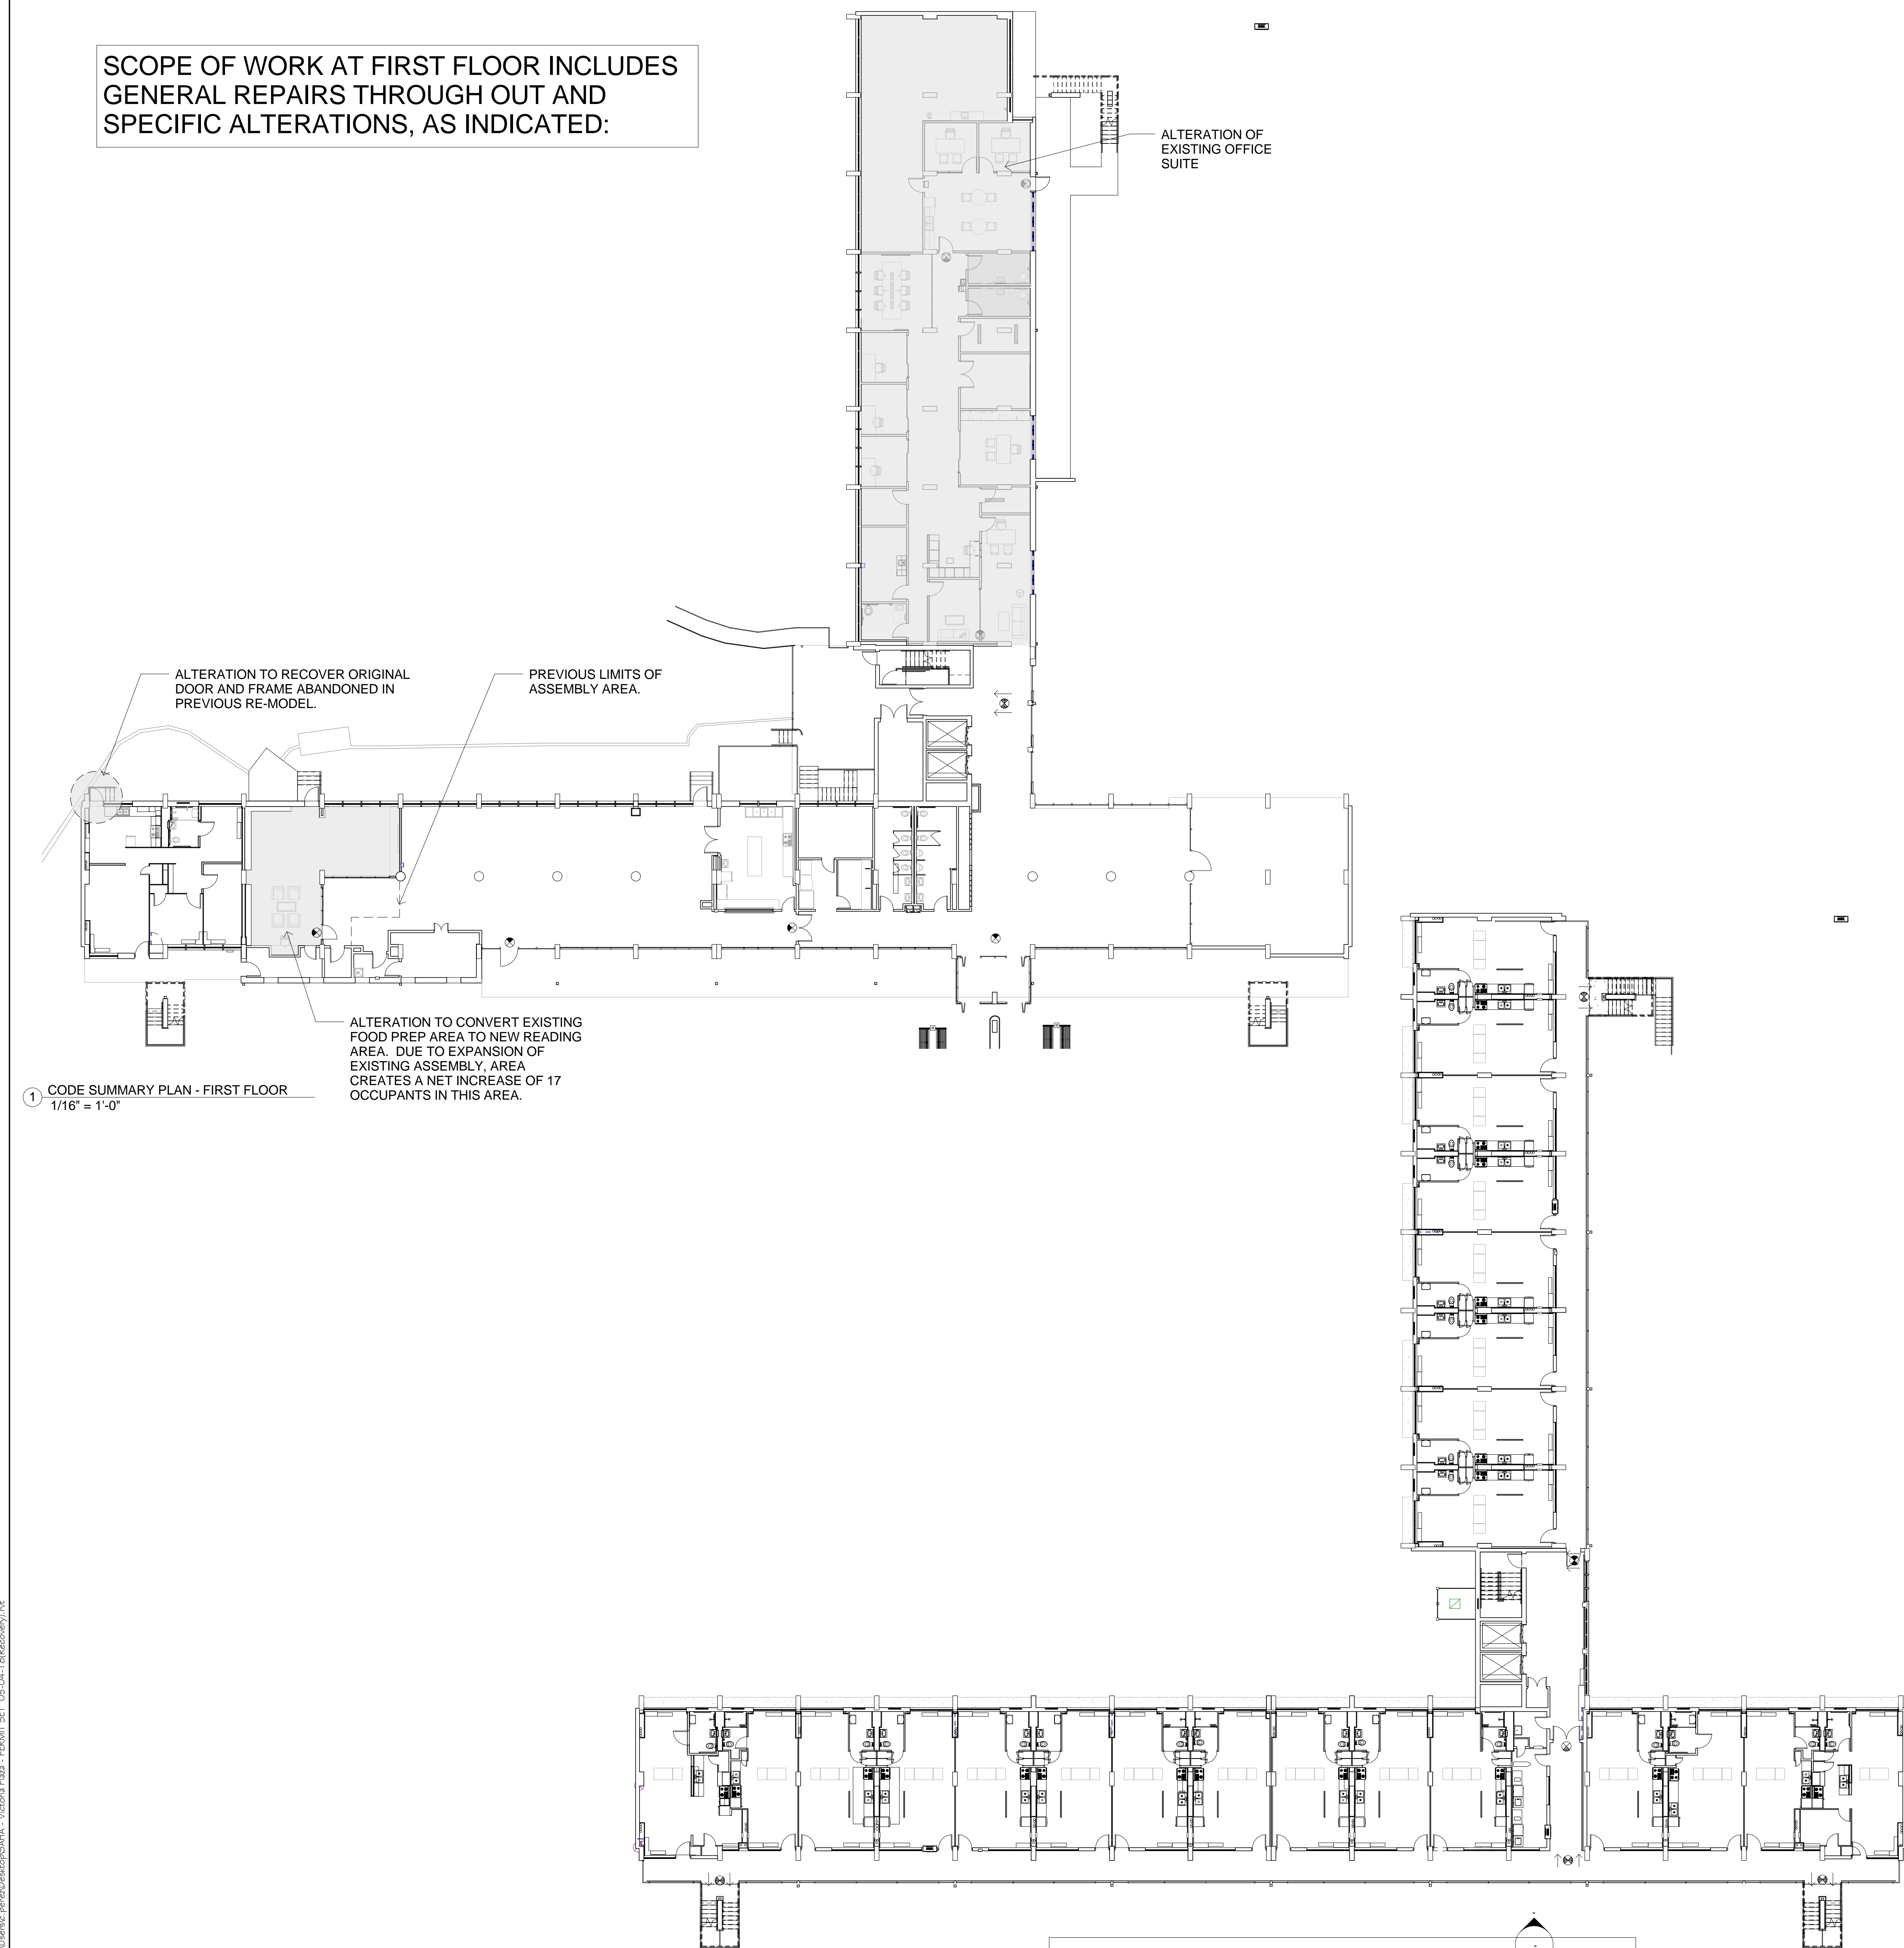 SCOPE OF WORK AT FIRST FLOOR INCLUDES
GENERAL REPAIRS THROUGH OUT AND
SPECIFIC ALTERATIONS, AS INDICATED:
ALTERATION OF
EXISTING OFFICE
SUITE
ALTERATION TO RECOVER ORIGINAL
DOOR AND FRAME ABANDONED IN
PREVIOUS RE-MODEL.
PREVIOUS LIMITS OF
ASSEMBLY AREA.
ALTERATION TO CONVERT EXISTING
FOOD PREP AREA TO NEW READING
AREA. DUE TO EXPANSION OF
EXISTING ASSEMBLY, AREA
CREATES A NET INCREASE OF 17
OCCUPANTS IN THIS AREA.
1 CODE SUMMARY PLAN - FIRST FLOOR
1/16" = 1'-0"